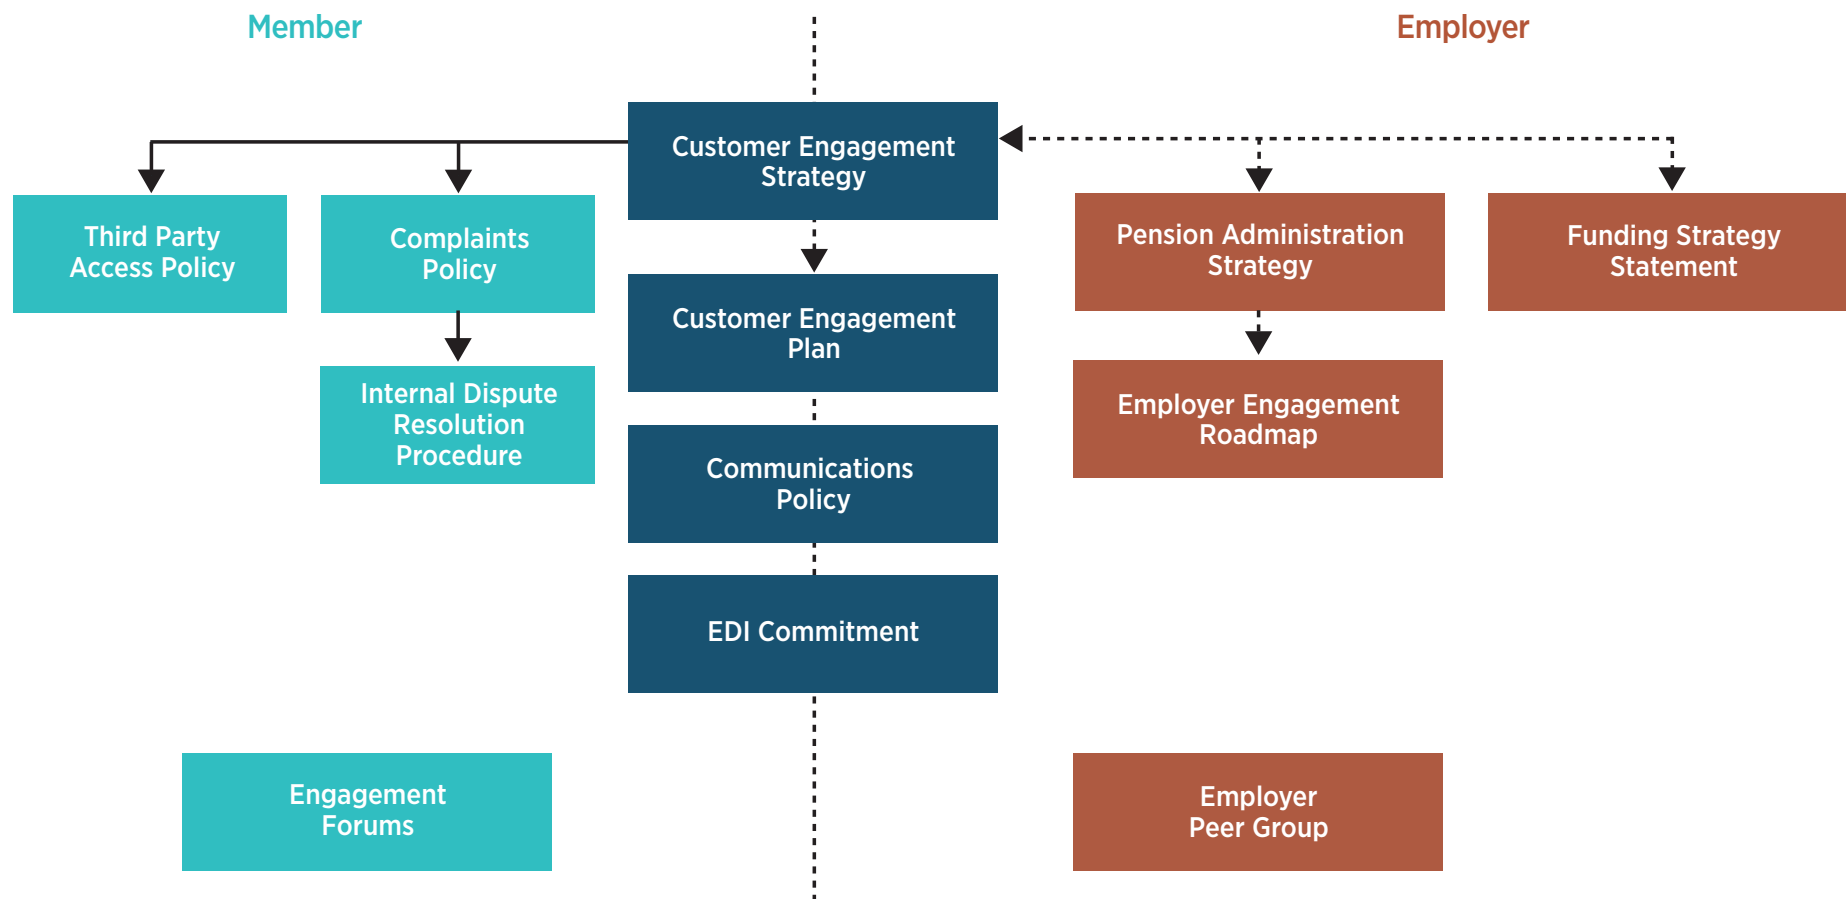 Member
Employer
Customer Engagement
Strategy
Third Party
Access Policy
Complaints
Policy
Pension Administration
Strategy
Funding Strategy
Statement
Customer Engagement
Plan
Internal Dispute
Resolution
Procedure
Employer Engagement
Roadmap
Communications
Policy
EDI Commitment
Engagement
Forums
Employer
Peer Group